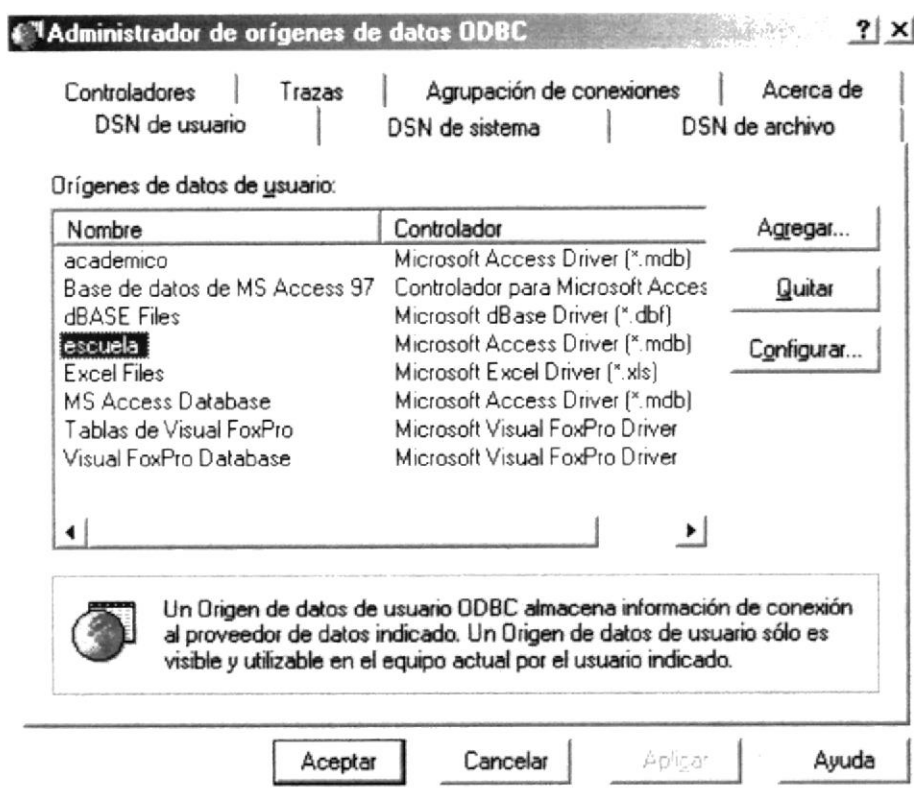 Administrador de orígenes de datos ODBC
Controladores Trazas Agrupación de conexiones Acerca de
DSN de usuario DSN de sistema DSN de archivo
Orígenes de datos de usuario:
Nombre Controlador
academico Microsoft Access Driver (*.mdb)
Base de datos de MS Access 97 Controlador para Microsoft Acces
dBASE Files Microsoft dBase Driver (*.dbf)
escuela Microsoft Access Driver (*.mdb)
Excel Files Microsoft Excel Driver (*.xls)
MS Access Database Microsoft Access Driver (*.mdb)
Tablas de Visual FoxPro Microsoft Visual FoxPro Driver
Visual FoxPro Database Microsoft Visual FoxPro Driver
Agregar...
Quitar
Configurar...
Un Origen de datos de usuario ODBC almacena información de conexión
al proveedor de datos indicado. Un Origen de datos de usuario sólo es
visible y utilizable en el equipo actual por el usuario indicado.
Aceptar Cancelar Aplicar Ayuda